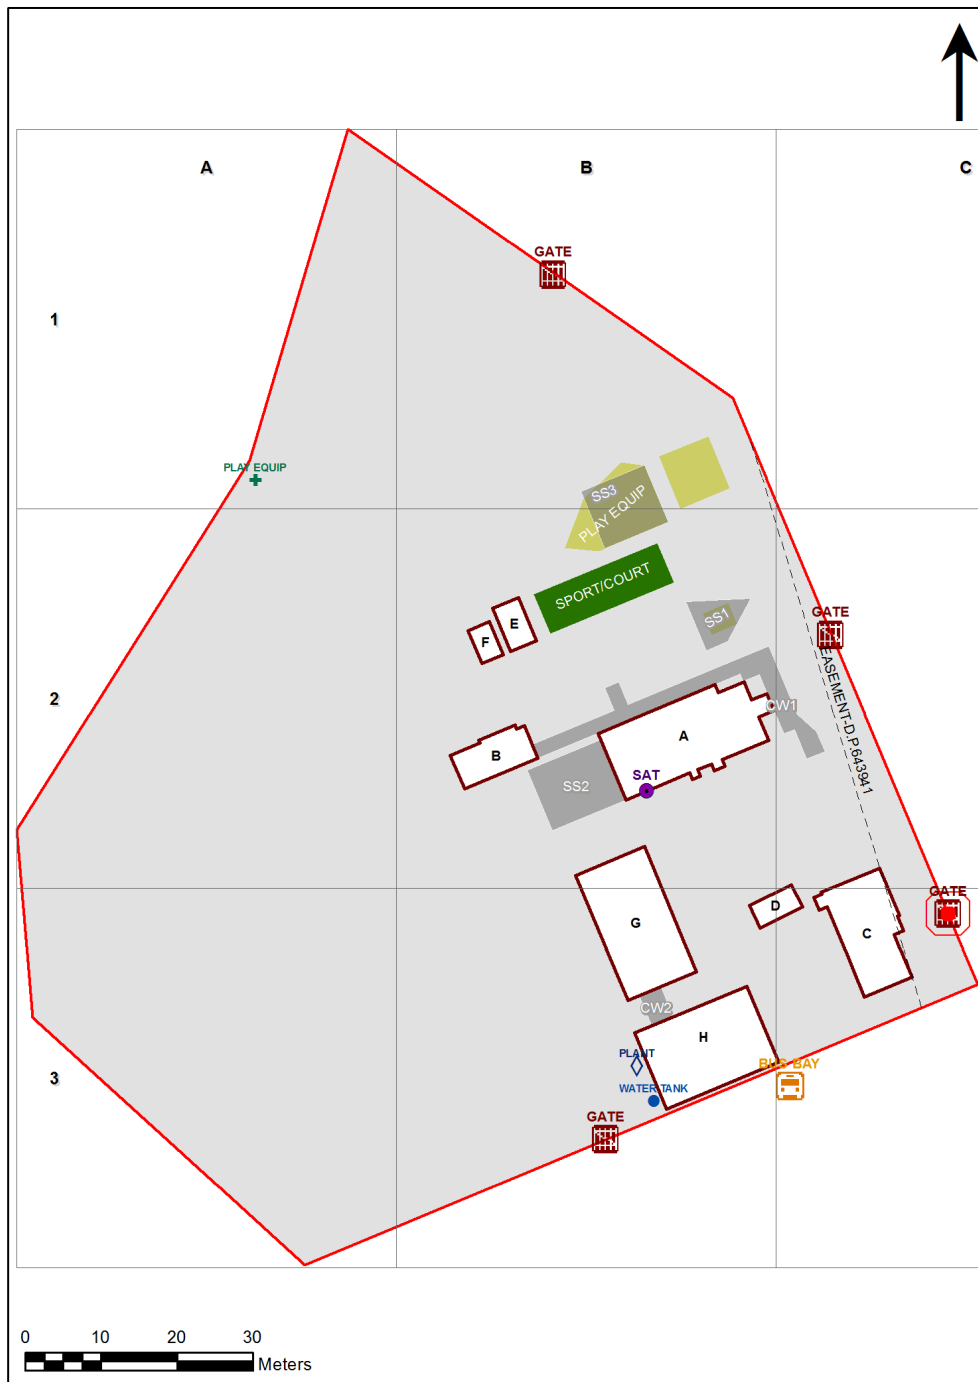 A
B
C
GATE
1
PLAY EQUIP
SS3
PLAY EQUIP
SPORT/COURT
SS1
GATE
E
F
2
CW1
A
B
EASEMENT-D.P.643941
SAT
SS2
GATE
D
G
C
CW2
H
PLANT
BUS BAY
3
WATER TANK
GATE
0 10 20 30
Meters